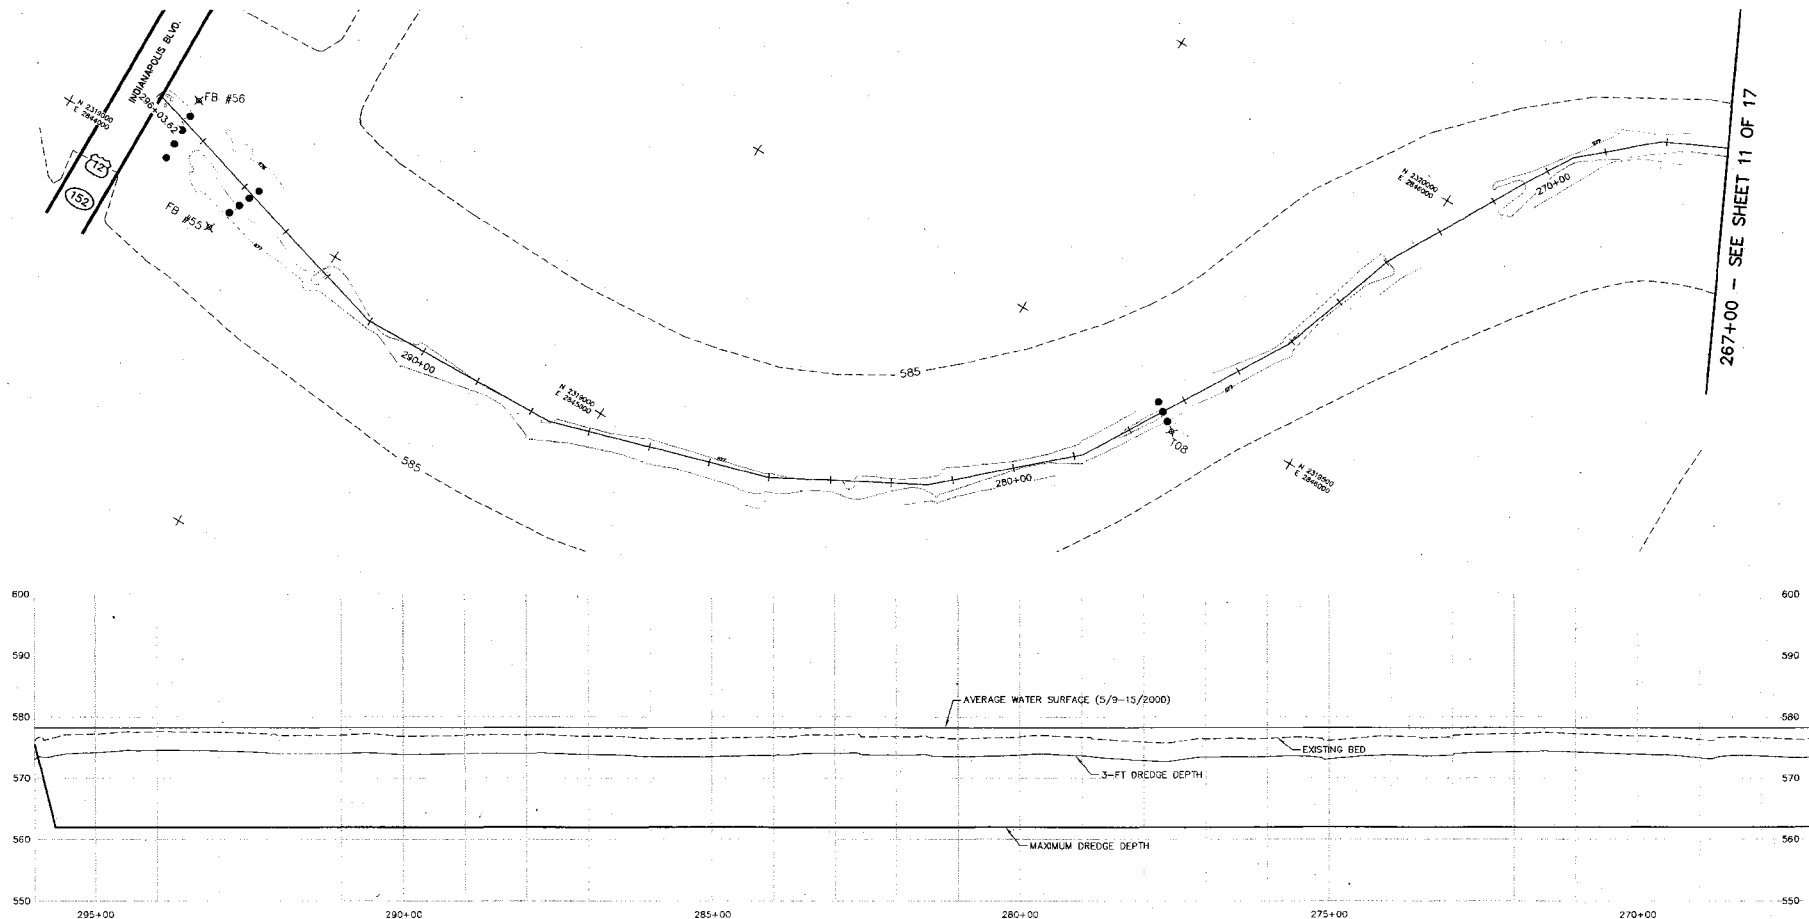 INDIANAPOLIS BLVD.
296+03.62
FB #56
N 2319000
E 2844000
12
152
FB #55
290+00
585
N 2319000
E 2845000
585
280+00
T08
N 2319500
E 2846000
N 2320000
E 2846000
270+00
267+00 - SEE SHEET 11 OF 17
600
600
590
590
AVERAGE WATER SURFACE (5/9-15/2000)
580
580
EXISTING BED
570
3-FT DREDGE DEPTH
570
560
MAXIMUM DREDGE DEPTH
560
550
550
295+00
290+00
285+00
280+00
275+00
270+00